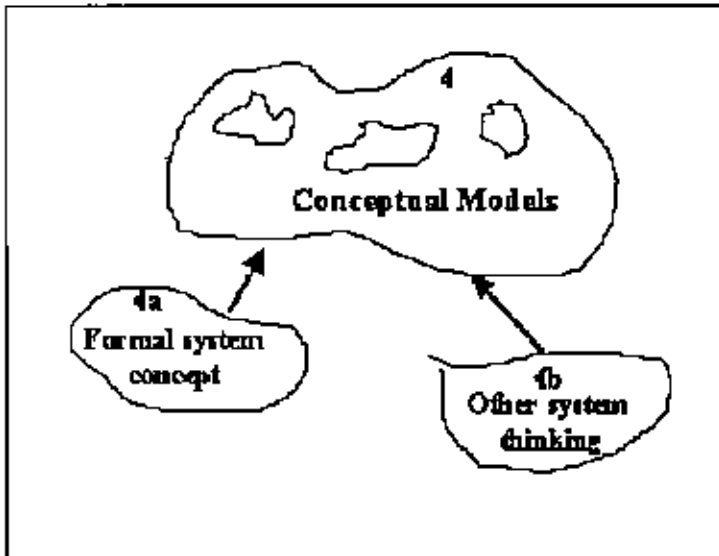 4
Conceptual Models
4a
Formal system
concept
4b
Other system
thinking